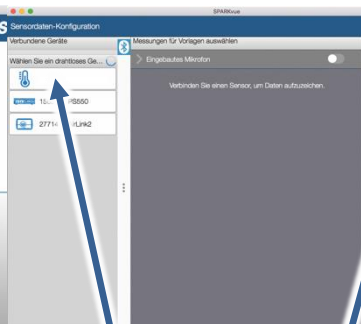 SPARKvue
S
Sensordaten-Konfiguration
Verbundene Geräte
Messungen für Vorlagen auswählen
Wählen Sie ein drahtloses Ge...
Eingebautes Mikrofon
Verbinden Sie einen Sensor, um Daten aufzuzeichnen.
PS550
2771
Link2